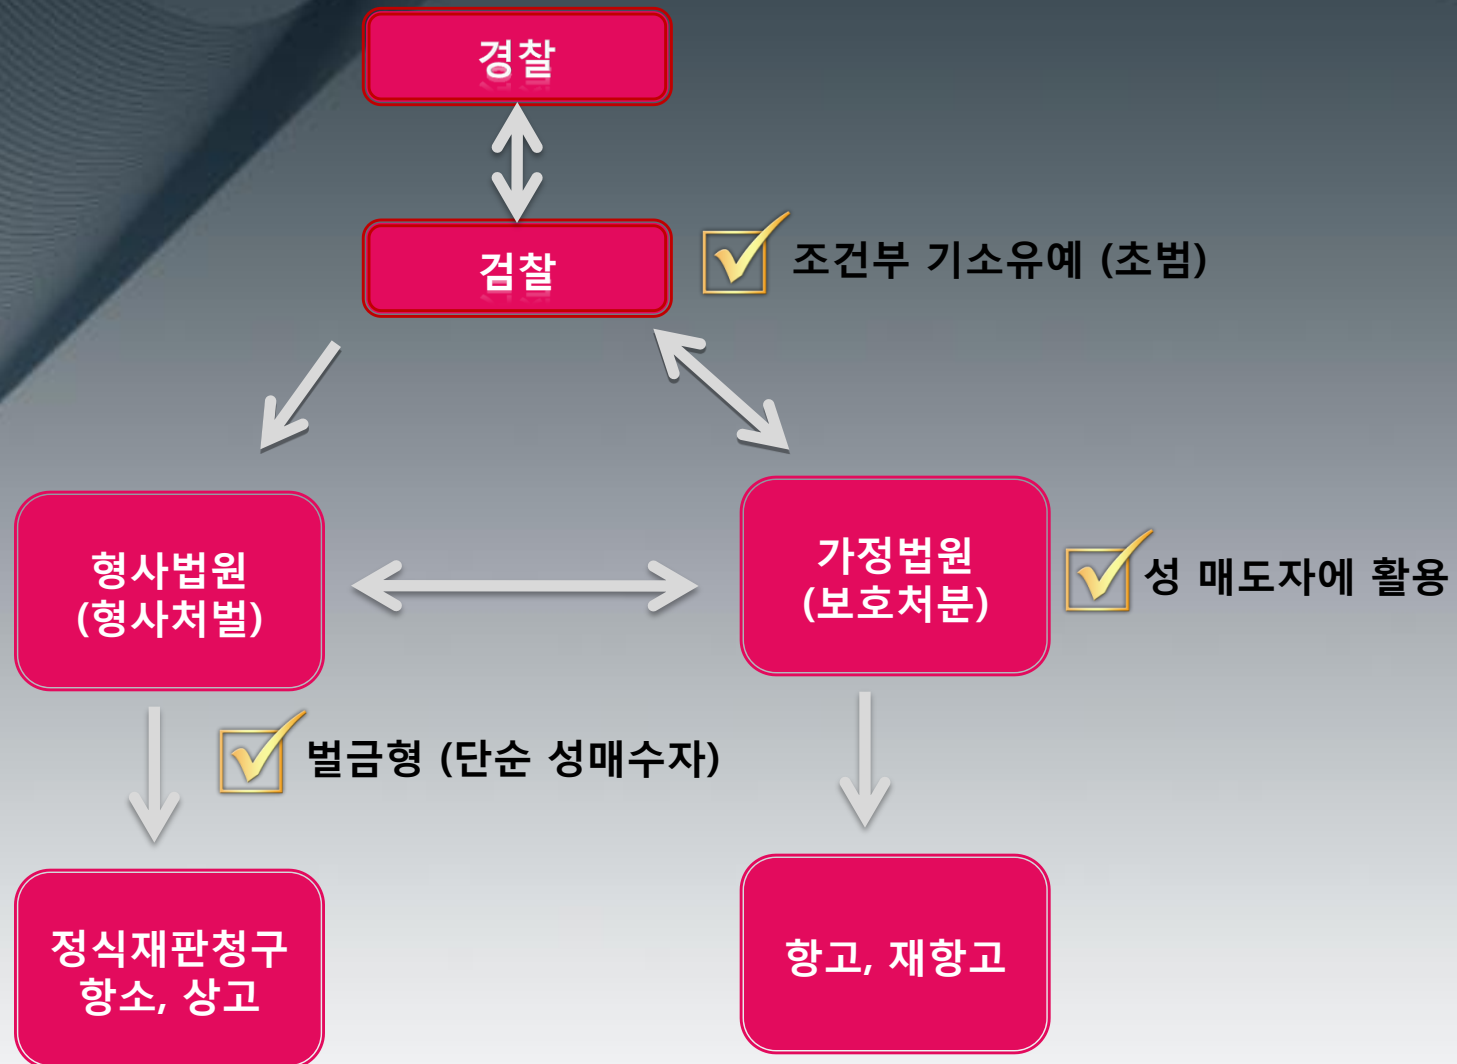 경찰
검찰
조건부 기소유예 (초범)
형사법원
(형사처벌)
가정법원
(보호처분)
성 매도자에 활용
벌금형 (단순 성매수자)
정식재판청구
항소, 상고
항고, 재항고